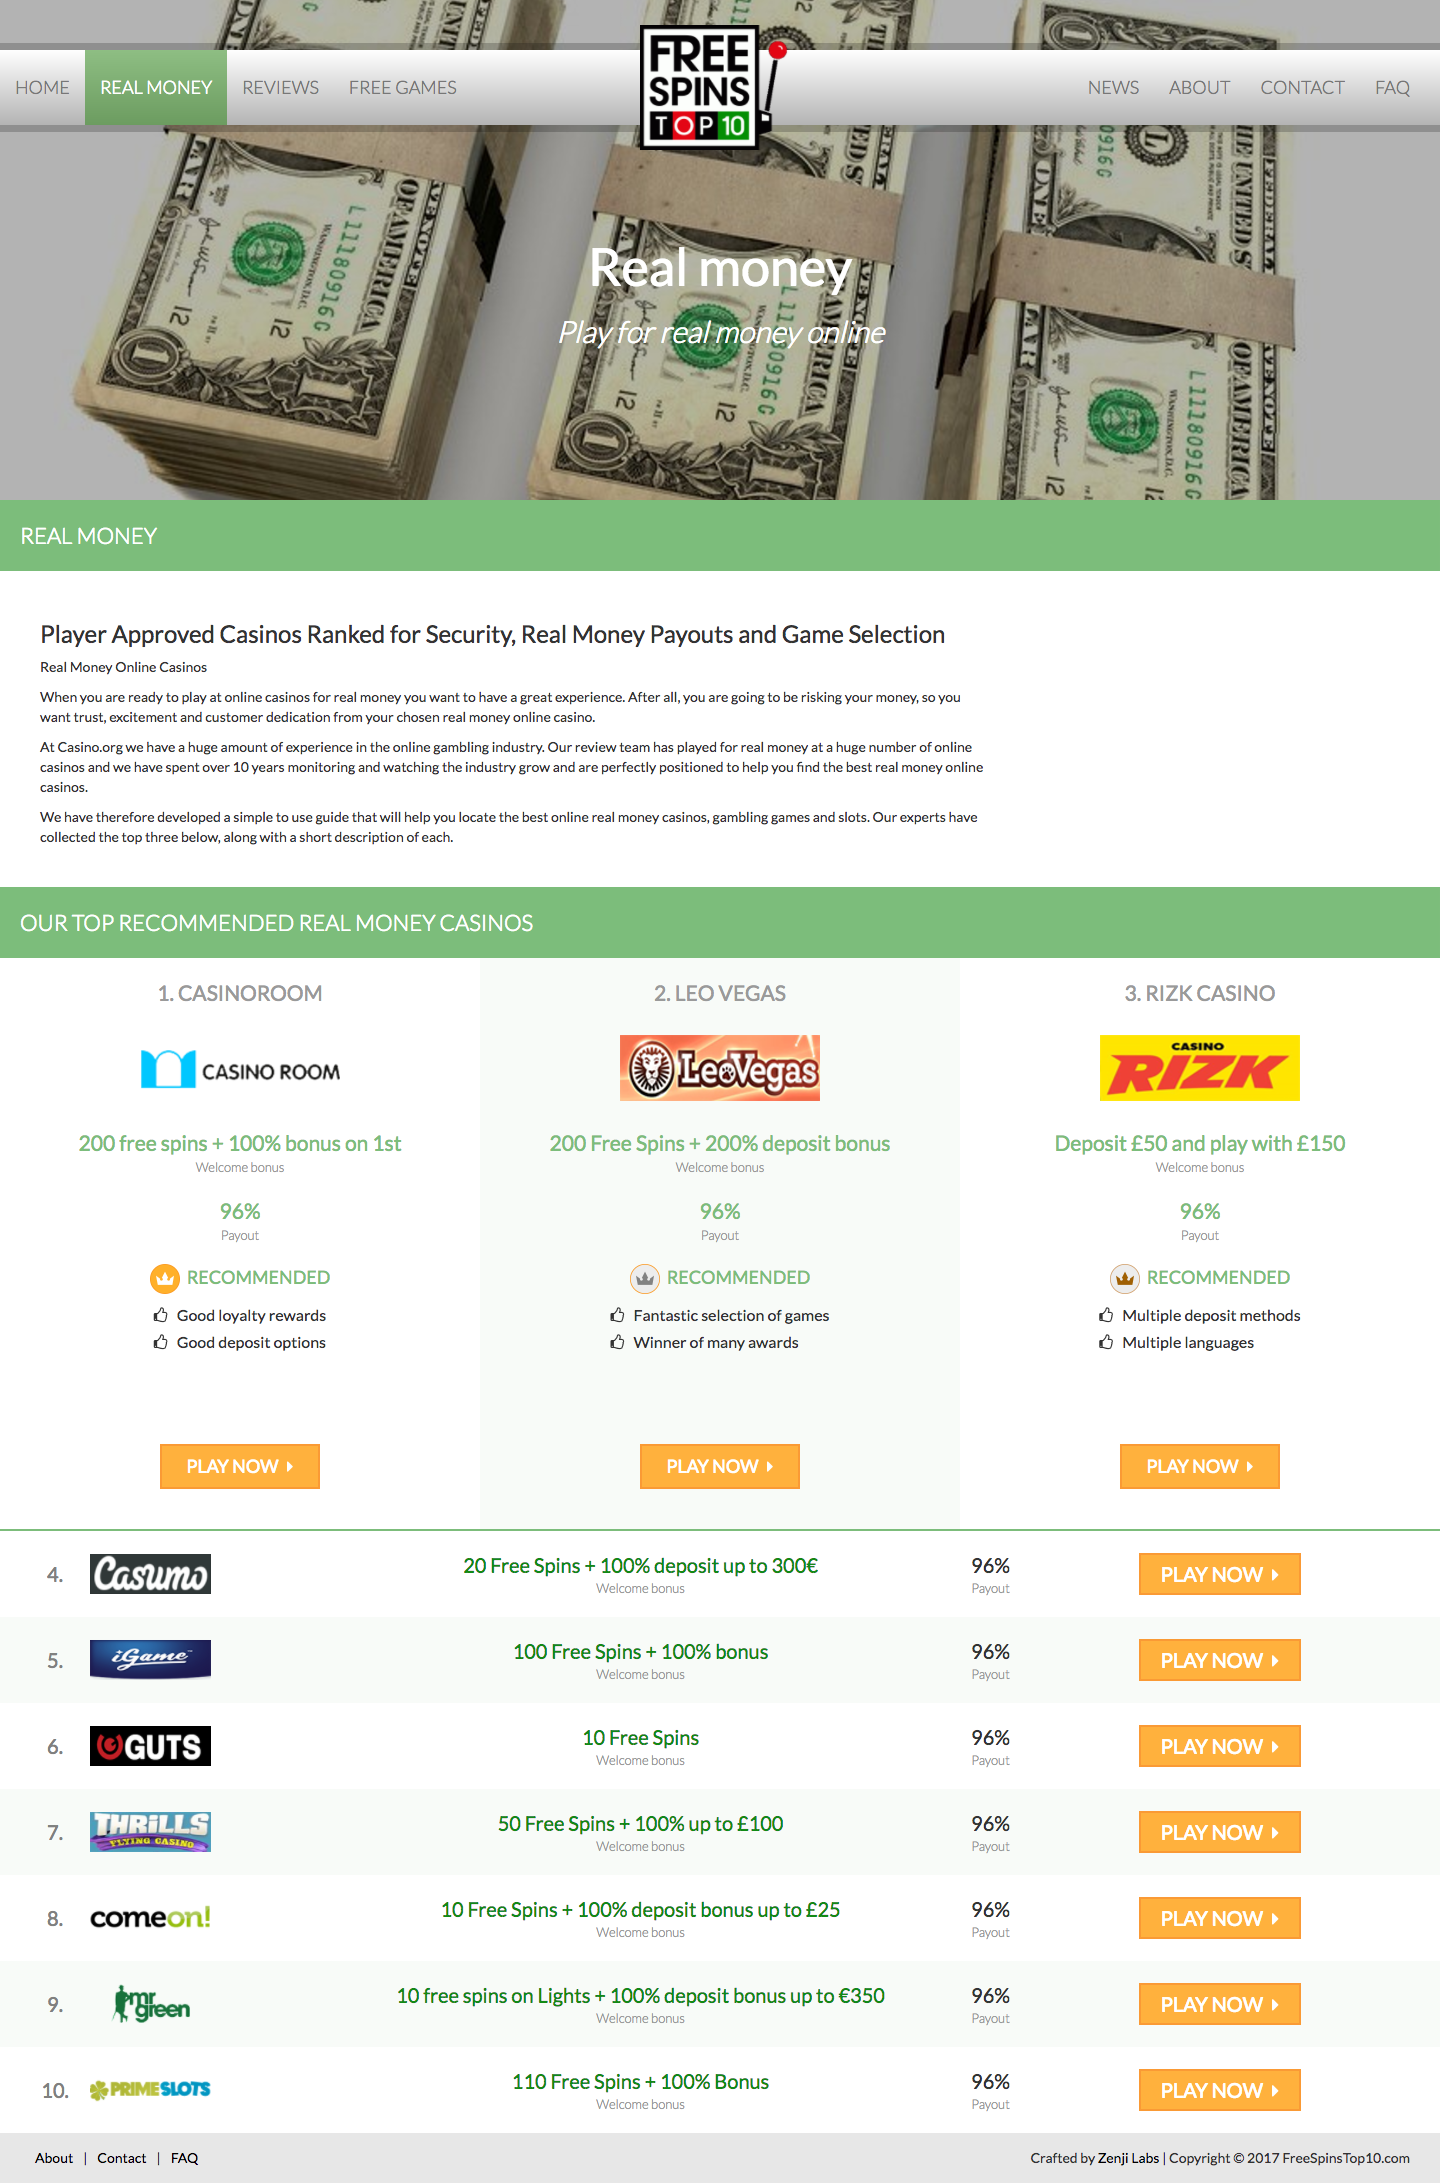 HOME
REAL MONEY
REVIEWS
FREE GAMES
FREE
SPINS
TOP 10
NEWS
ABOUT
CONTACT
FAQ
Real money
Play for real money online
REAL MONEY
Player Approved Casinos Ranked for Security, Real Money Payouts and Game Selection
Real Money Online Casinos
When you are ready to play at online casinos for real money you want to have a great experience. After all, you are going to be risking your money, so you
want trust, excitement and customer dedication from your chosen real money online casino.
At Casino.org we have a huge amount of experience in the online gambling industry. Our review team has played for real money at a huge number of online
casinos and we have spent over 10 years monitoring and watching the industry grow and are perfectly positioned to help you find the best real money online
casinos.
We have therefore developed a simple to use guide that will help you locate the best online real money casinos, gambling games and slots. Our experts have
collected the top three below, along with a short description of each.
OUR TOP RECOMMENDED REAL MONEY CASINOS
1. CASINOROOM
CASINO ROOM
200 free spins + 100% bonus on 1st
Welcome bonus
96%
Payout
RECOMMENDED
Good loyalty rewards
Good deposit options
PLAY NOW
2. LEO VEGAS
LeoVegas
200 Free Spins + 200% deposit bonus
Welcome bonus
96%
Payout
RECOMMENDED
Fantastic selection of games
Winner of many awards
PLAY NOW
3. RIZK CASINO
CASINO
RIZK
Deposit £50 and play with £150
Welcome bonus
96%
Payout
RECOMMENDED
Multiple deposit methods
Multiple languages
PLAY NOW
4.
Casumo
20 Free Spins + 100% deposit up to 300€
Welcome bonus
96%
Payout
PLAY NOW
5.
iGame
100 Free Spins + 100% bonus
Welcome bonus
96%
Payout
PLAY NOW
6.
GUTS
10 Free Spins
Welcome bonus
96%
Payout
PLAY NOW
7.
THRILLS
FLYING CASINO
50 Free Spins + 100% up to £100
Welcome bonus
96%
Payout
PLAY NOW
8.
comeon!
10 Free Spins + 100% deposit bonus up to £25
Welcome bonus
96%
Payout
PLAY NOW
9.
mr
green
10 free spins on Lights + 100% deposit bonus up to €350
Welcome bonus
96%
Payout
PLAY NOW
10.
PRIMESLOTS
110 Free Spins + 100% Bonus
Welcome bonus
96%
Payout
PLAY NOW
About | Contact | FAQ
Crafted by Zenji Labs | Copyright © 2017 FreeSpinsTop10.com